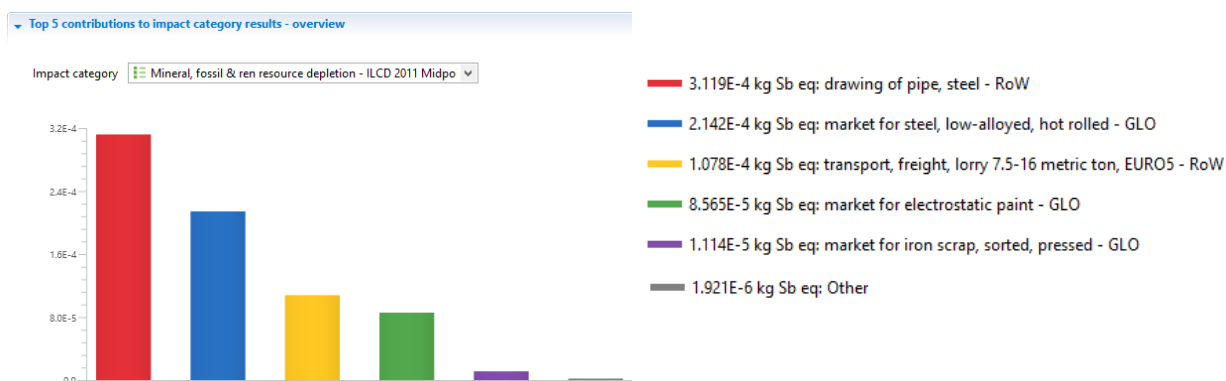 Top 5 contributions to impact category results - overview
Impact category Mineral, fossil & ren resource depletion - ILCD 2011 Midpo
3.2E-4
2.4E-4
1.6E-4
8.0E-5
0.0
3.119E-4 kg Sb eq: drawing of pipe, steel - RoW
2.142E-4 kg Sb eq: market for steel, low-alloyed, hot rolled - GLO
1.078E-4 kg Sb eq: transport, freight, lorry 7.5-16 metric ton, EURO5 - RoW
8.565E-5 kg Sb eq: market for electrostatic paint - GLO
1.114E-5 kg Sb eq: market for iron scrap, sorted, pressed - GLO
1.921E-6 kg Sb eq: Other